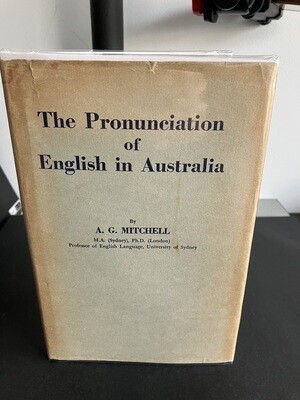 The Pronunciation
of
English in Australia
By
A. G. MITCHELL
M.A. (Sydney), Ph.D. (London)
Professor of English Language, University of Sydney